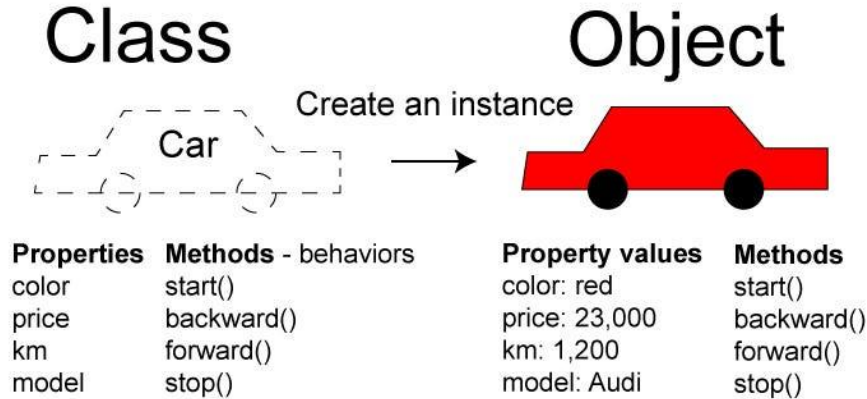 Class
Object
Create an instance
Car
Properties Methods - behaviors
color start()
price backward()
km forward()
model stop()
Property values Methods
color: red start()
price: 23,000 backward()
km: 1,200 forward()
model: Audi stop()